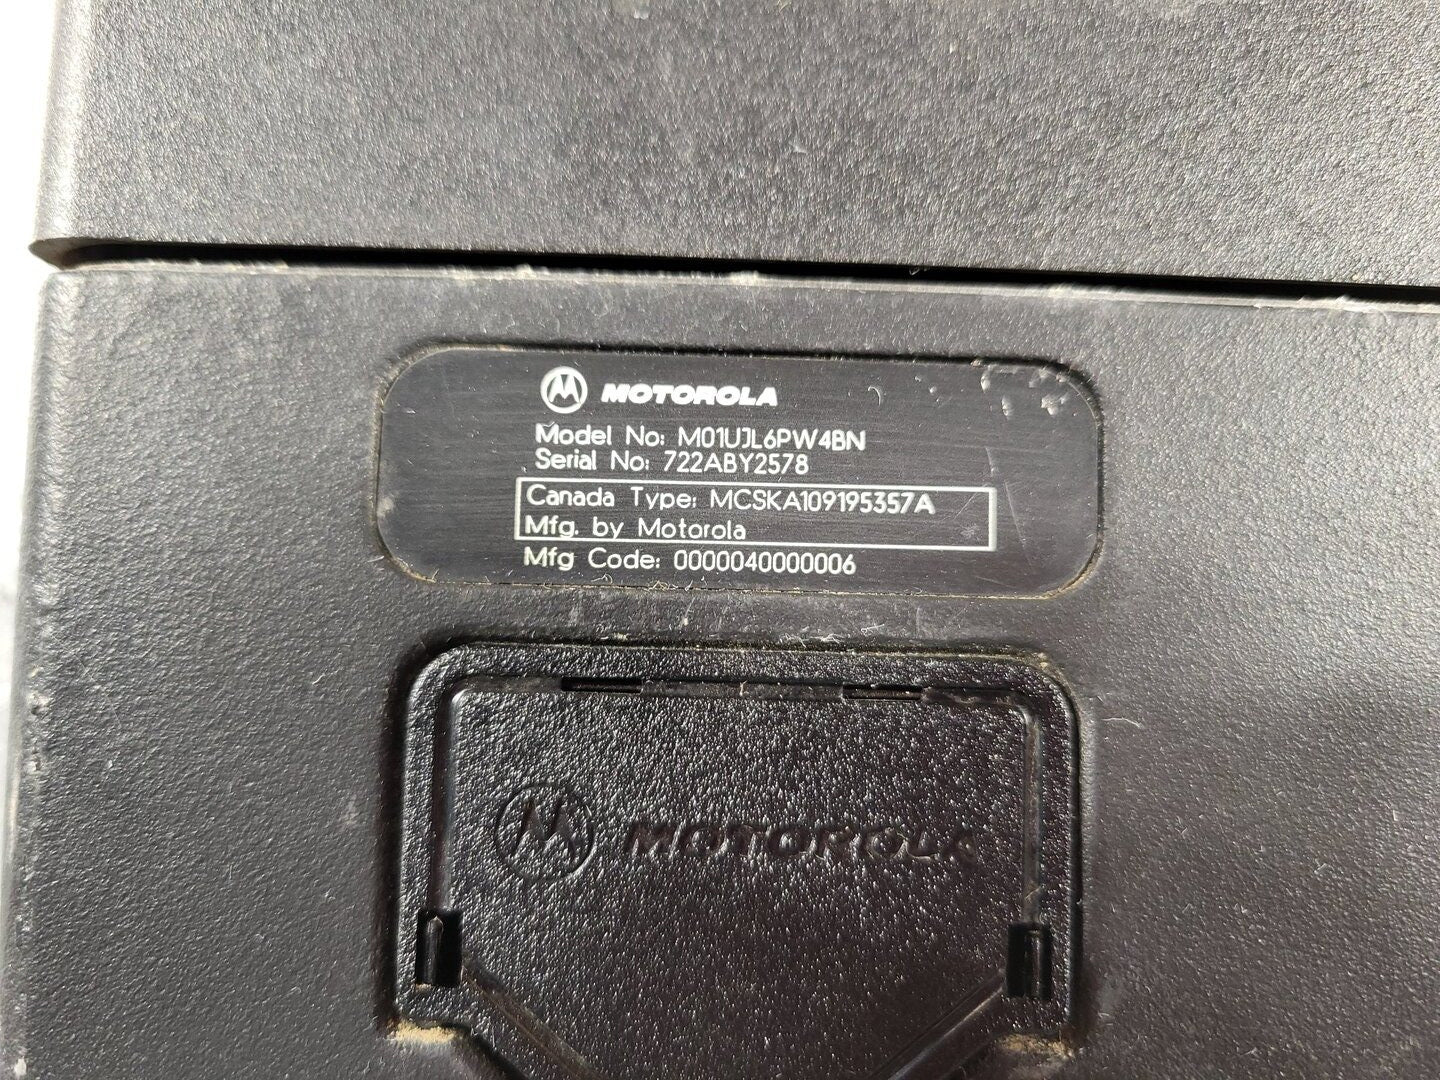 MOTOROLA
Model No: M01UJL6PW4BN
Serial No: 722ABY2578
Canada Type: MCSKA109195357A
Mfg. by Motorola
Mfg Code: 0000040000006
MOTOROLA